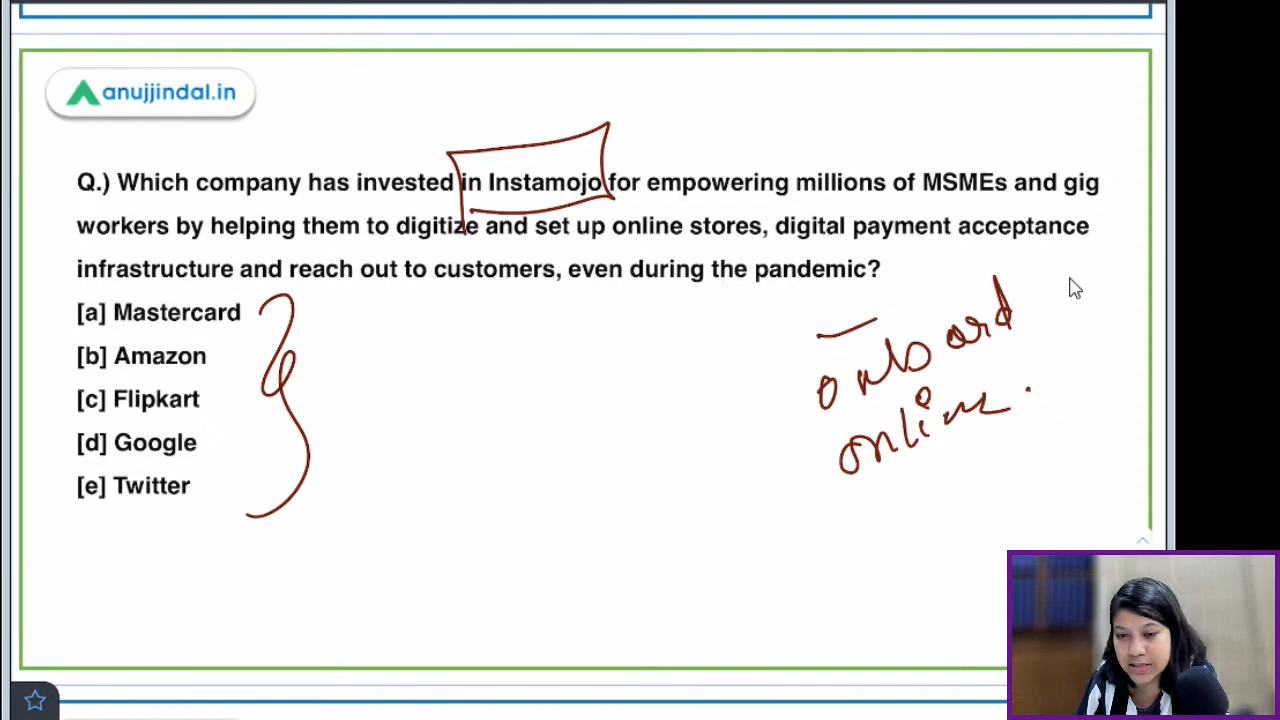 anujjindal.in
Q.) Which company has invested in Instamojo for empowering millions of MSMEs and gig
workers by helping them to digitize and set up online stores, digital payment acceptance
infrastructure and reach out to customers, even during the pandemic?
[a] Mastercard
[b] Amazon
[c] Flipkart
[d] Google
[e] Twitter
onboard
online.